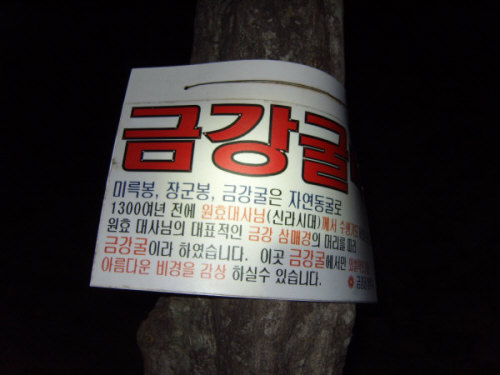 금강굴
미륵봉, 장군봉, 금강굴은 자연동굴로
1300여년 전에 원효대사님(신라시대)께서 수행
원효 대사님의 대표적인 금강 삼매경의 머리를 따라
금강굴이라 하였습니다. 이곳 금강굴에서만
아름다운 비경을 감상 하실수 있습니다.